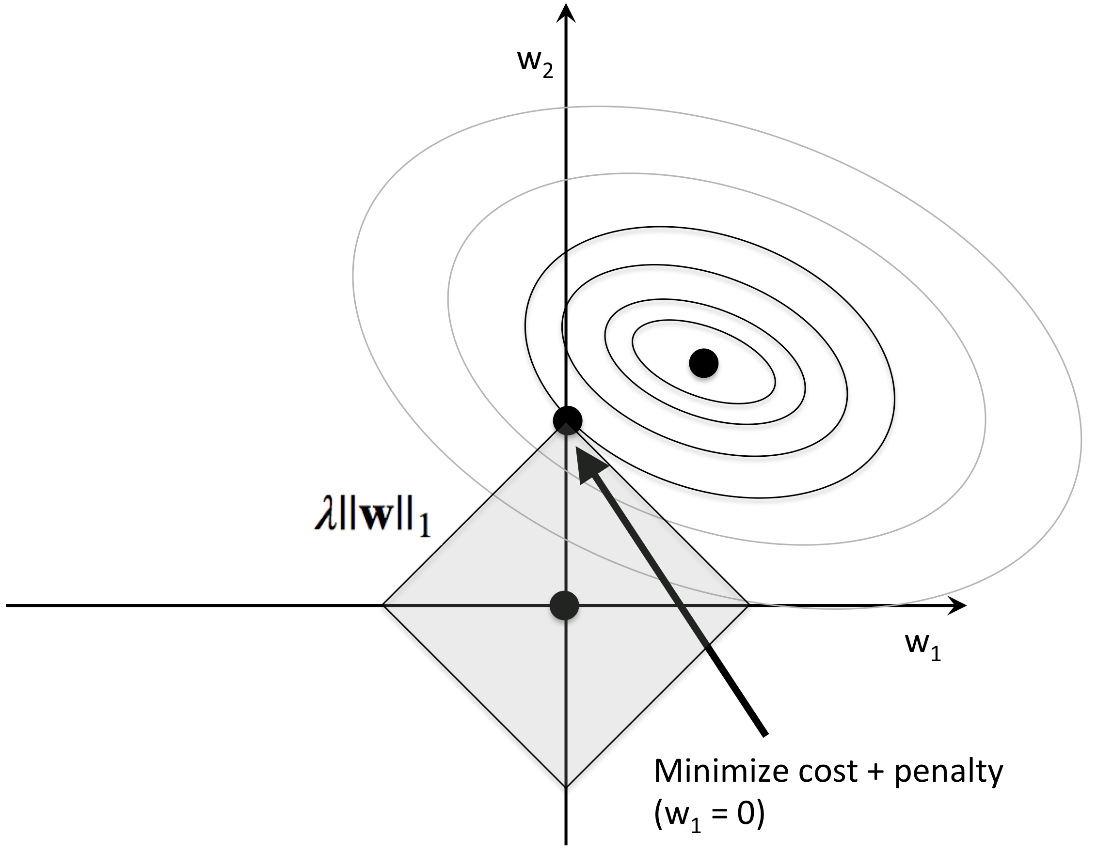 w₂
λ||w||₁
w₁
Minimize cost + penalty
(w₁ = 0)